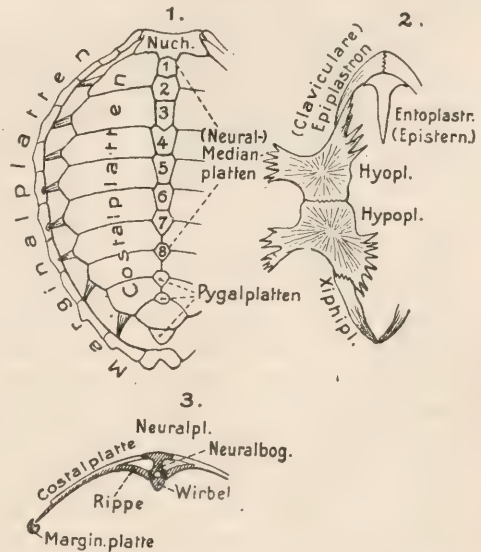 1.
Nuch.
1
2
3
4
5
6
7
8
Marginalplatten
Costalplatten
(Neural-)
Median-
platten
Pygalplatten
2.
(Claviculare)
Epiplastron
Entoplastr.
(Epistern.)
Hyopl.
Hypopl.
Xiphipl.
3.
Neuralpl.
Costalplatte
Neuralbog.
Rippe
Wirbel
Margin.platte